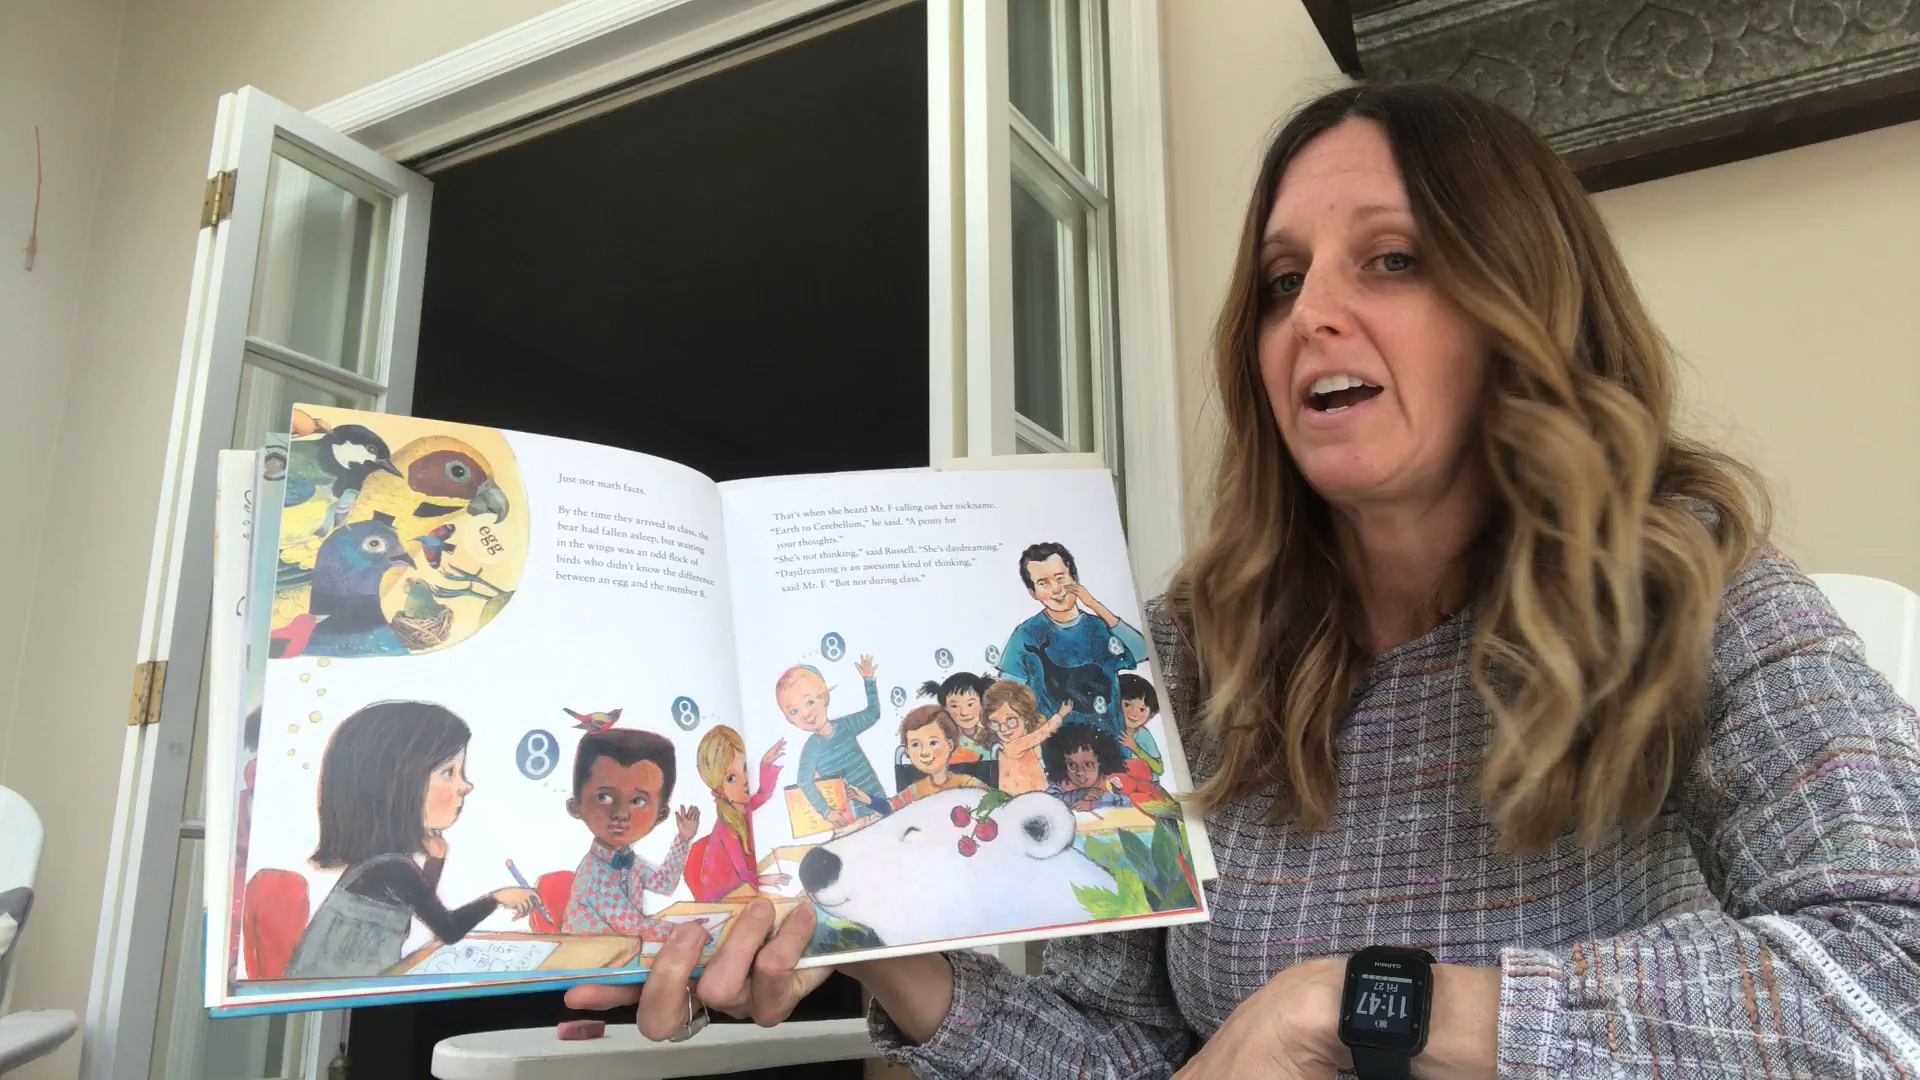 egg
Just not math facts.
By the time they arrived in class, the
bear had fallen asleep, but waiting
in the wings was an odd flock of
birds who didn't know the difference
between an egg and the number 8.
That's when she heard Mr. F calling out her nickname.
"Earth to Cerebellum," he said. "A penny for
your thoughts."
"She's not thinking," said Russell. "She's daydreaming."
"Daydreaming is an awesome kind of thinking,"
said Mr. F. "But not during class."
8
8
8
8
8
8
8
8
GARMIN
Fri 27
11:47